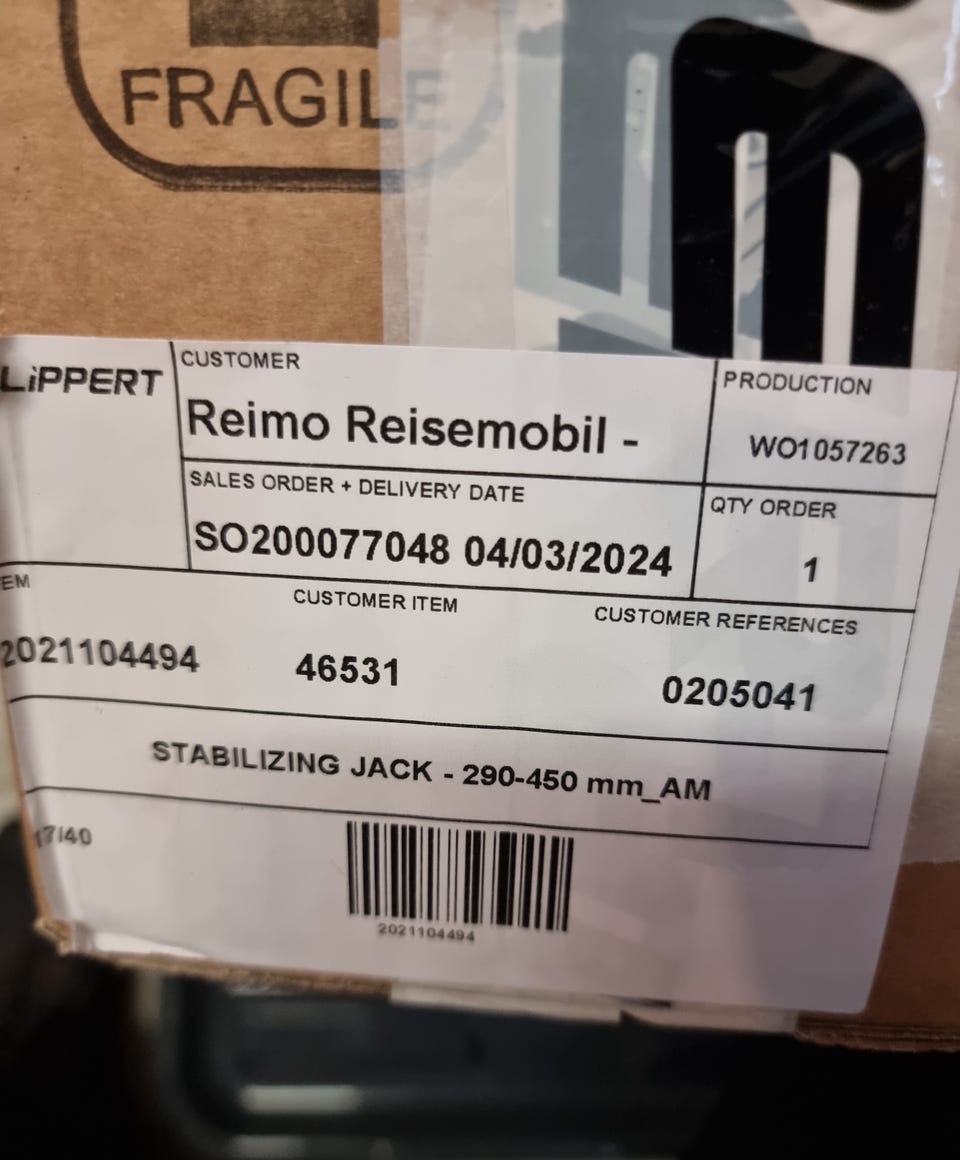 FRAGILE
LiPPERT
CUSTOMER
Reimo Reisemobil -
PRODUCTION
WO1057263
SALES ORDER + DELIVERY DATE
SO200077048 04/03/2024
QTY ORDER
1
EM
2021104494
CUSTOMER ITEM
46531
CUSTOMER REFERENCES
0205041
STABILIZING JACK - 290-450 mm_AM
17/40
2021104494